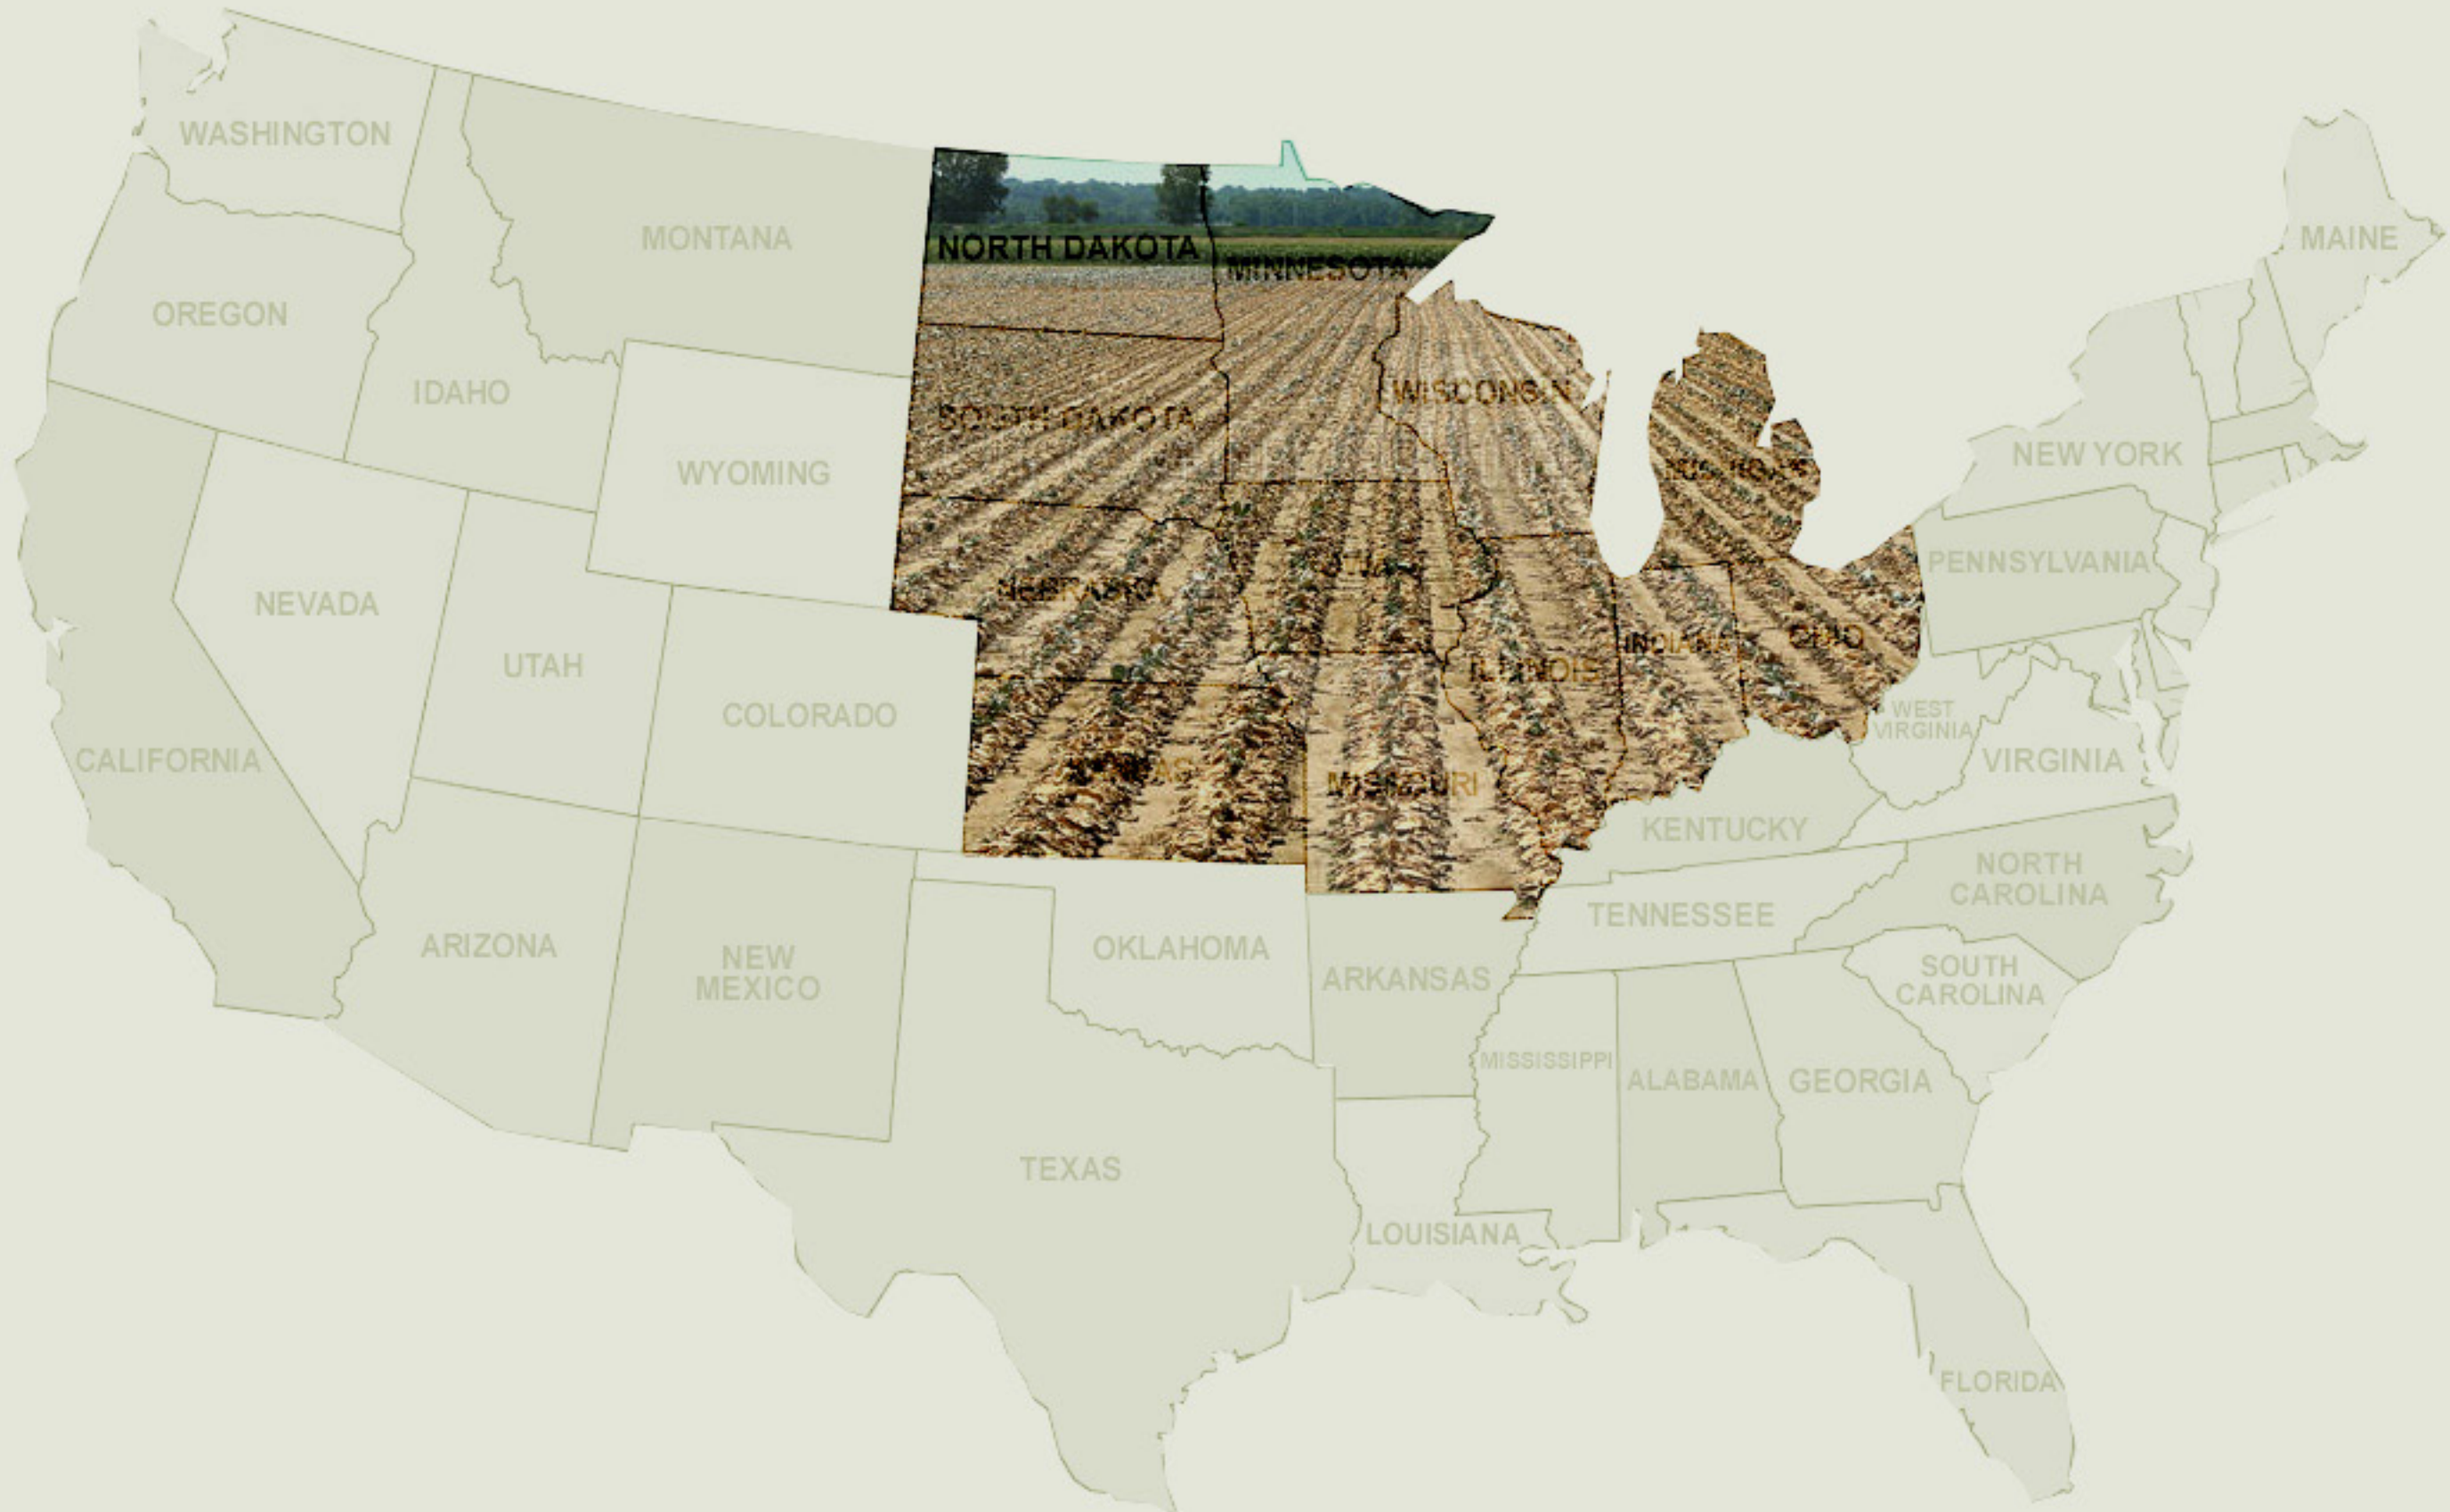 WASHINGTON
MONTANA
NORTH DAKOTA
MINNESOTA
MAINE
OREGON
IDAHO
WISCONSIN
SOUTH DAKOTA
NEW YORK
WYOMING
PENNSYLVANIA
NEBRASKA
NEVADA
UTAH
ILLINOIS
INDIANA
OHIO
COLORADO
WEST
VIRGINIA
CALIFORNIA
VIRGINIA
MISSOURI
KENTUCKY
NORTH
CAROLINA
TENNESSEE
ARIZONA
NEW
MEXICO
OKLAHOMA
ARKANSAS
SOUTH
CAROLINA
MISSISSIPPI
ALABAMA
GEORGIA
TEXAS
LOUISIANA
FLORIDA